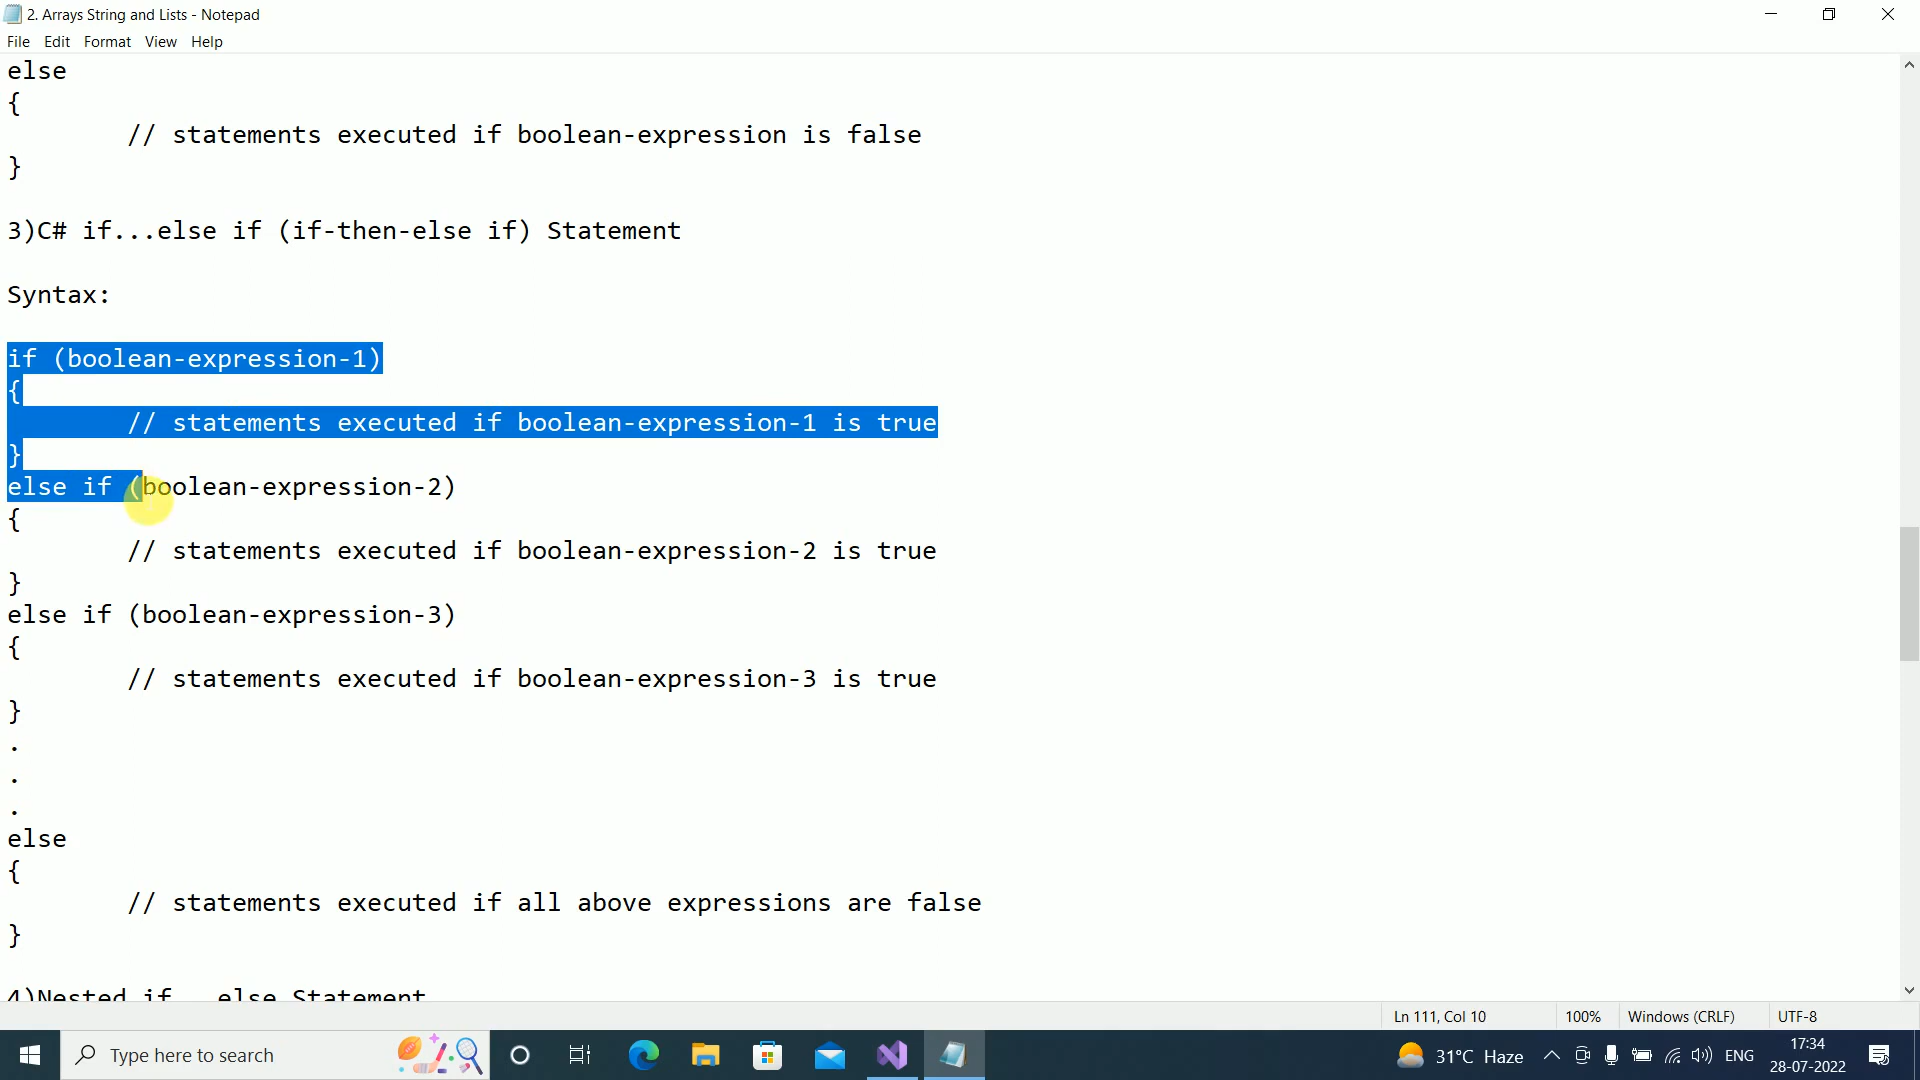 2. Arrays String and Lists - Notepad
File Edit Format View Help
else
{
// statements executed if boolean-expression is false
}
3)C# if...else if (if-then-else if) Statement
Syntax:
if (boolean-expression-1)
{
// statements executed if boolean-expression-1 is true
}
else if (boolean-expression-2)
{
// statements executed if boolean-expression-2 is true
}
else if (boolean-expression-3)
{
// statements executed if boolean-expression-3 is true
}
.
.
.
else
{
// statements executed if all above expressions are false
}
4)Nested if...else Statement
Ln 111, Col 10 100% Windows (CRLF) UTF-8
Type here to search
31°C Haze
ENG
17:34
28-07-2022